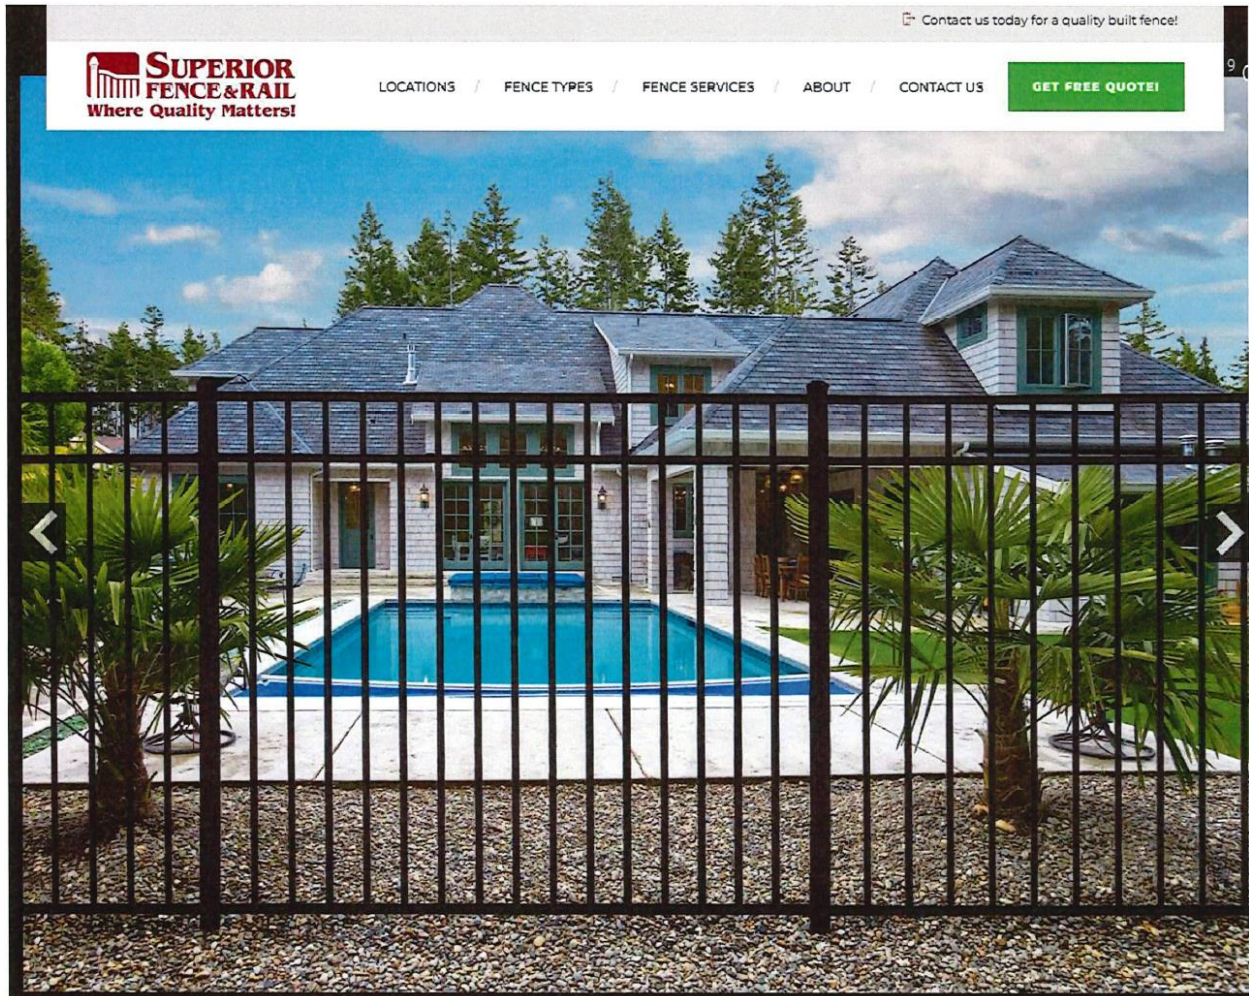 Contact us today for a quality built fence!
SUPERIOR
FENCE & RAIL
Where Quality Matters!
LOCATIONS / FENCE TYPES / FENCE SERVICES / ABOUT / CONTACT US
GET FREE QUOTE!
9